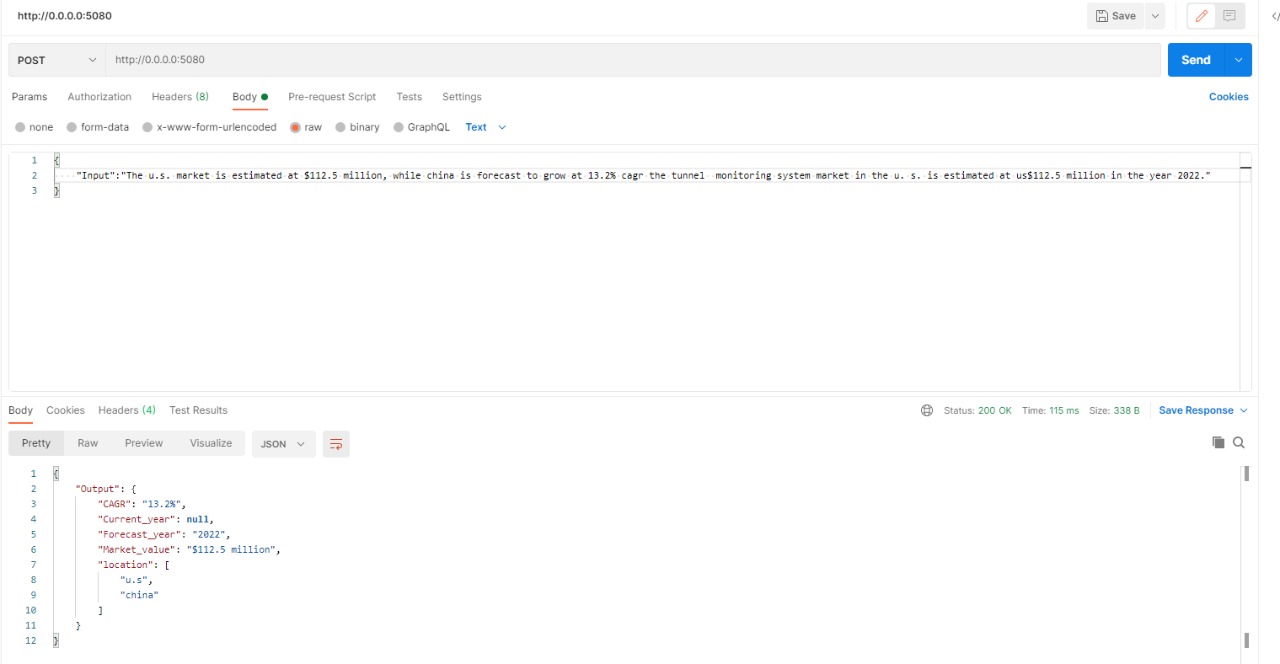 http://0.0.0.0:5080 Save
POST http://0.0.0.0:5080 Send
Params Authorization Headers (8) Body Pre-request Script Tests Settings Cookies
none form-data x-www-form-urlencoded raw binary GraphQL Text
1 {
2 "Input":"The u.s. market is estimated at $112.5 million, while china is forecast to grow at 13.2% cagr the tunnel  monitoring system market in the u. s. is estimated at us$112.5 million in the year 2022."
3 }
Body Cookies Headers (4) Test Results Status: 200 OK Time: 115 ms Size: 338 B Save Response
Pretty Raw Preview Visualize JSON
1 {
2 "Output": {
3 "CAGR": "13.2%",
4 "Current_year": null,
5 "Forecast_year": "2022",
6 "Market_value": "$112.5 million",
7 "location": [
8 "u.s",
9 "china"
10 ]
11 }
12 }